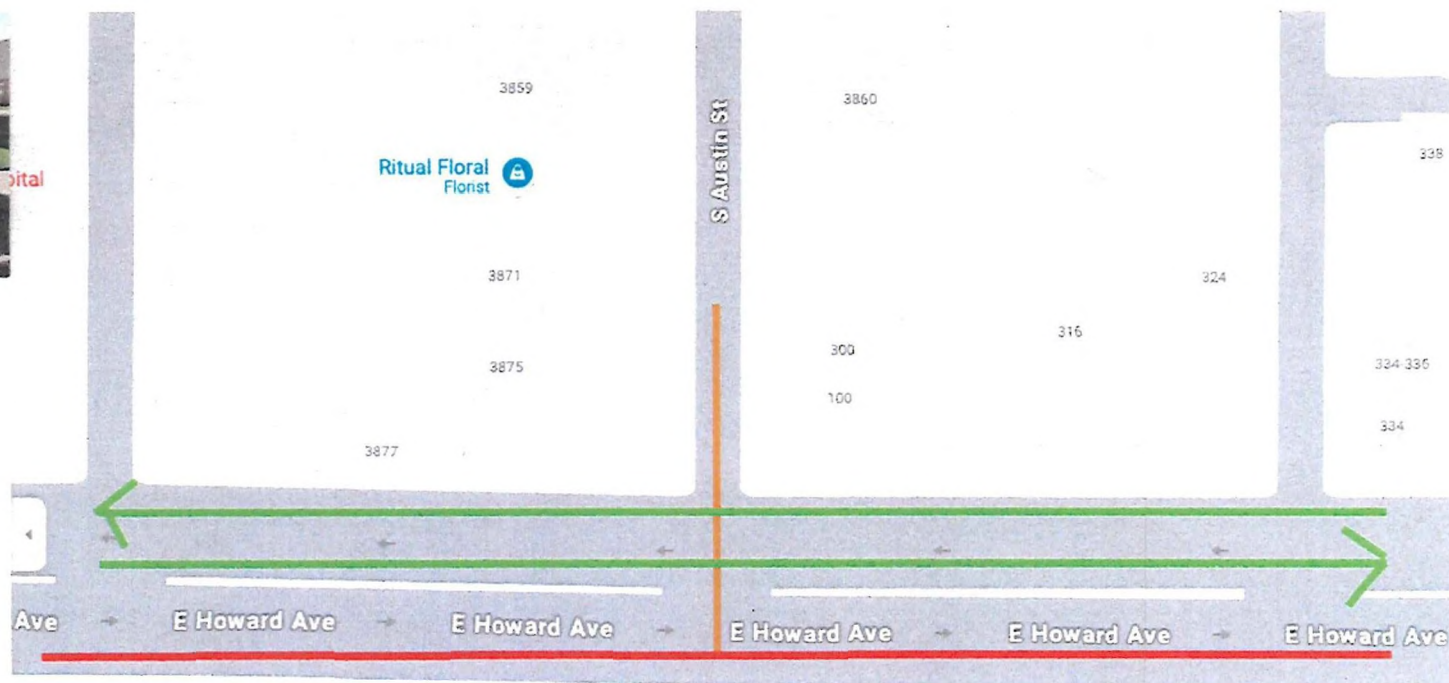 3859
3860
S Austin St
338
Ritual Floral
Florist
pital
3871
324
316
300
3875
334-336
100
334
3877
Ave
E Howard Ave
E Howard Ave
E Howard Ave
E Howard Ave
E Howard Ave